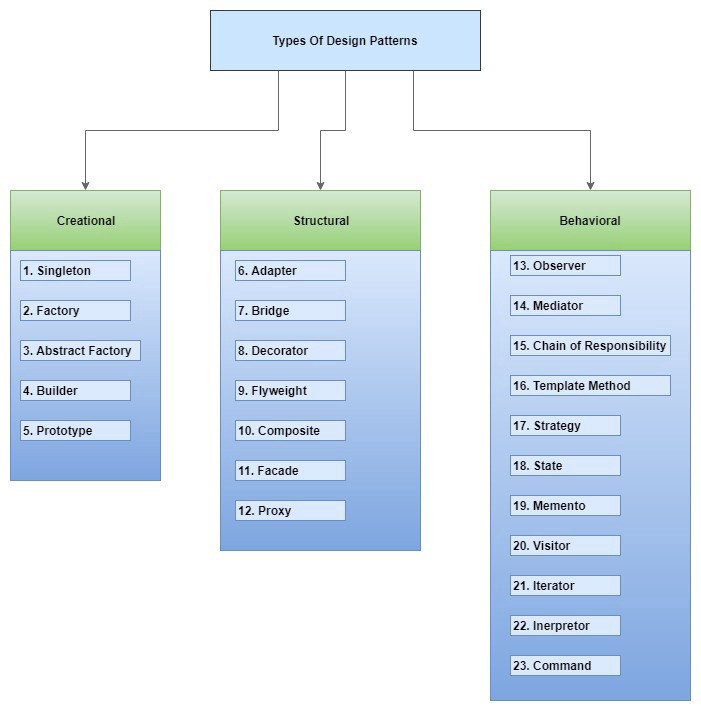 Types Of Design Patterns
Creational
1. Singleton
2. Factory
3. Abstract Factory
4. Builder
5. Prototype
Structural
6. Adapter
7. Bridge
8. Decorator
9. Flyweight
10. Composite
11. Facade
12. Proxy
Behavioral
13. Observer
14. Mediator
15. Chain of Responsibility
16. Template Method
17. Strategy
18. State
19. Memento
20. Visitor
21. Iterator
22. Inerpretor
23. Command